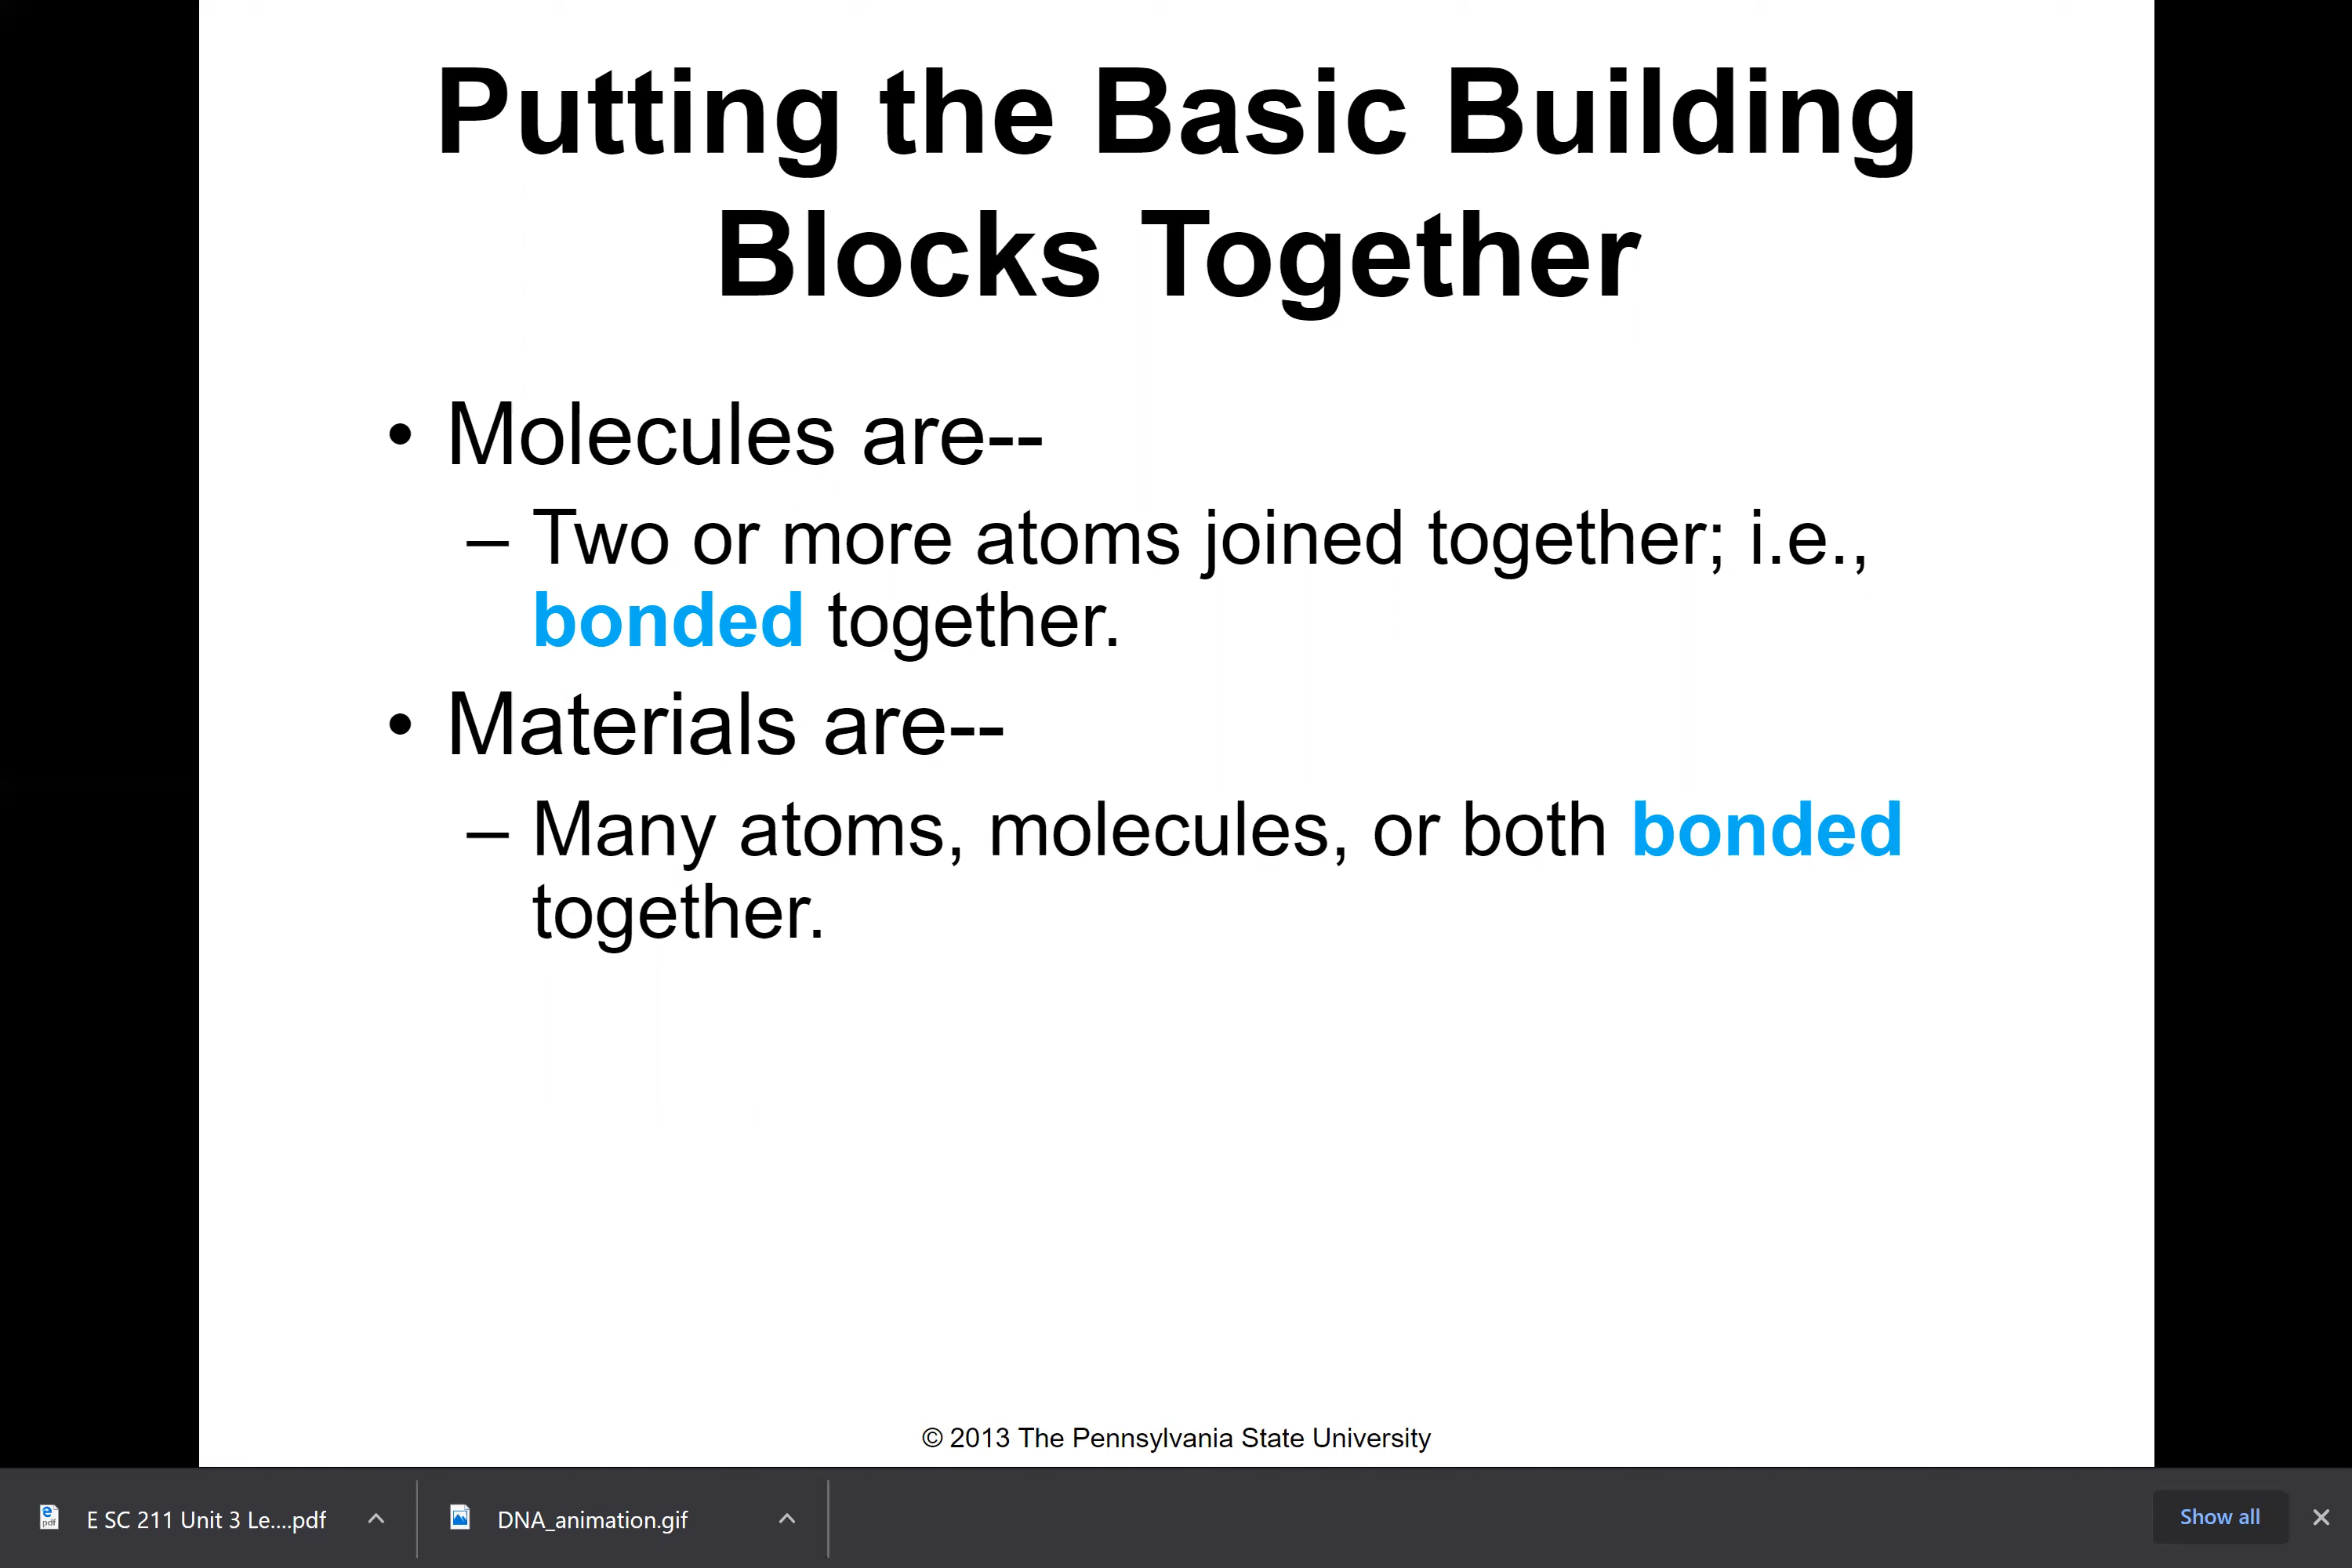 Putting the Basic Building
Blocks Together
• Molecules are--
– Two or more atoms joined together; i.e.,
bonded together.
• Materials are--
– Many atoms, molecules, or both bonded
together.
© 2013 The Pennsylvania State University
E SC 211 Unit 3 Le....pdf
DNA_animation.gif
Show all